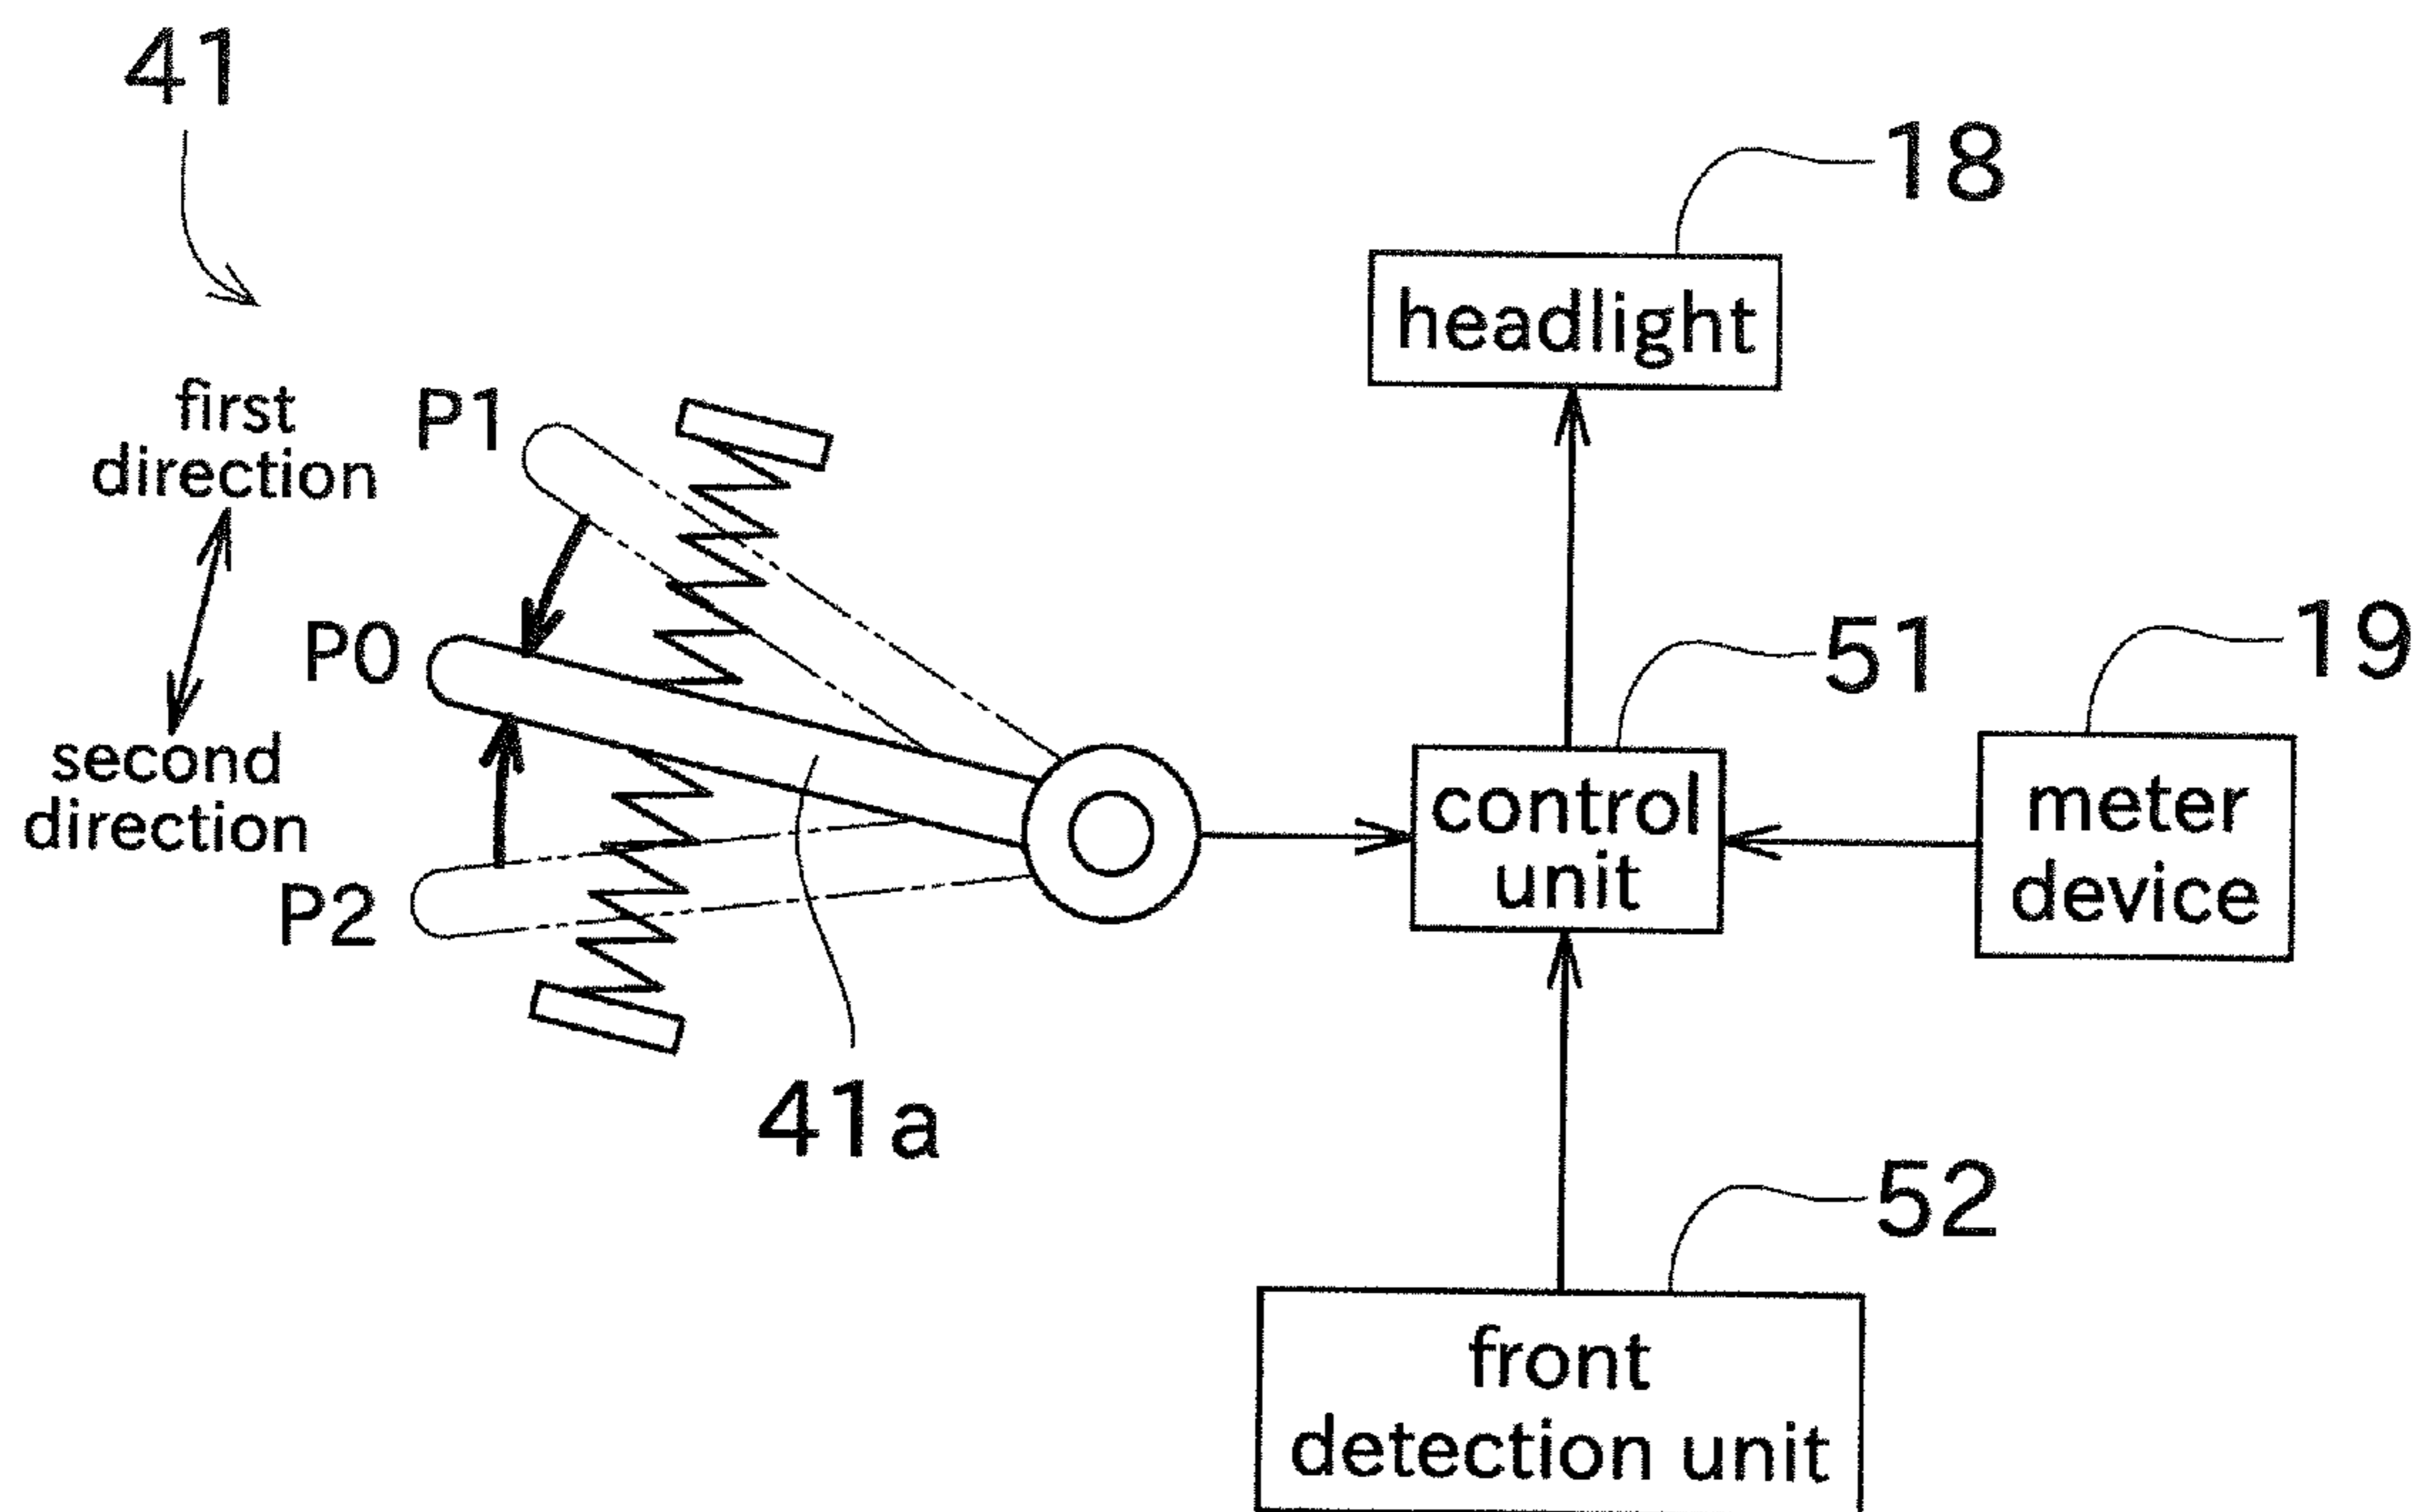 41
18
headlight
first
direction
P1
P0
51
19
second
direction
control
unit
meter
device
P2
41a
52
front
detection unit